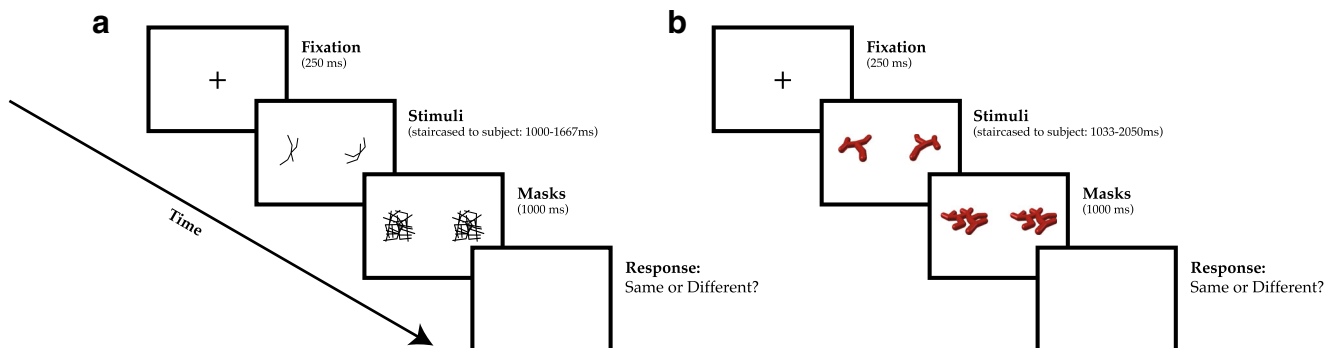 a
Fixation
(250 ms)
Stimuli
(staircased to subject: 1000-1667ms)
Masks
(1000 ms)
Response:
Same or Different?
Time
b
Fixation
(250 ms)
Stimuli
(staircased to subject: 1033-2050ms)
Masks
(1000 ms)
Response:
Same or Different?